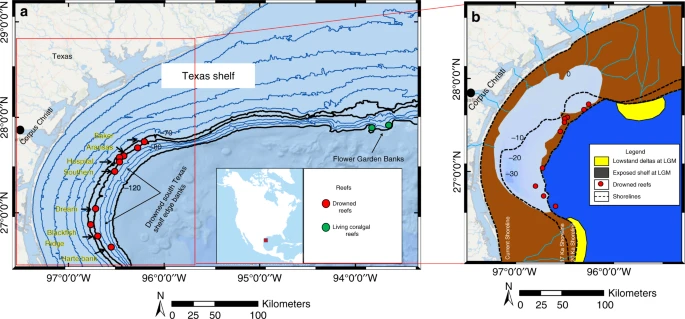 a
29°0'0"N
28°0'0"N
27°0'0"N
Texas
Texas shelf
Corpus Christi
Baker
Hospital
Southern
Dream
Blackfish
Ridge
Harte bank
–70
–90
–120
Drowned south Texas
shelf edge banks
Flower Garden Banks
Reefs
Drowned
reefs
Living coralgal
reefs
97°0'0"W
96°0'0"W
95°0'0"W
94°0'0"W
N
0 25 50 100
Kilometers
b
28°0'0"N
27°0'0"N
Corpus Christi
0
–10
–20
–30
Legend
Lowstand deltas at LGM
Exposed shelf at LGM
Drowned reefs
Shorelines
Current Shoreline
97°0'0"W
96°0'0"W
N
0 25 50 100
Kilometers